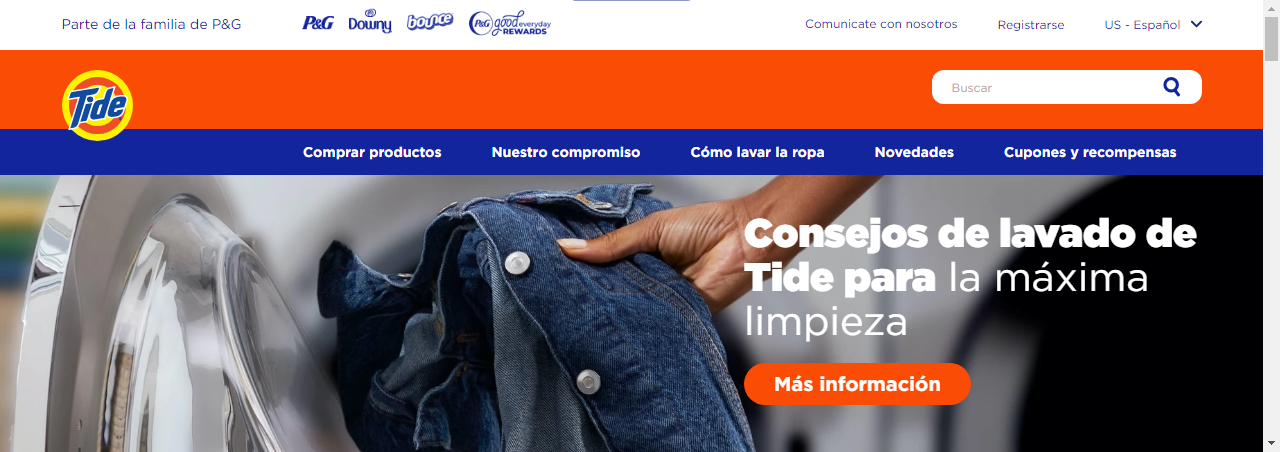 Parte de la familia de P&G
P&G
Downy
bounce
P&G good everyday
REWARDS
Comunicate con nosotros
Registrarse
US - Español
Tide
Buscar
Comprar productos
Nuestro compromiso
Cómo lavar la ropa
Novedades
Cupones y recompensas
Consejos de lavado de
Tide para la máxima
limpieza
Más información